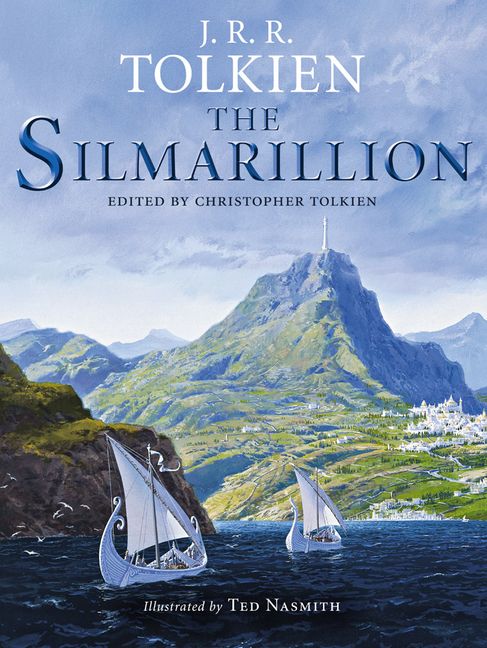 J. R. R.
TOLKIEN
THE
SILMARILLION
EDITED BY CHRISTOPHER TOLKIEN
Illustrated by TED NASMITH